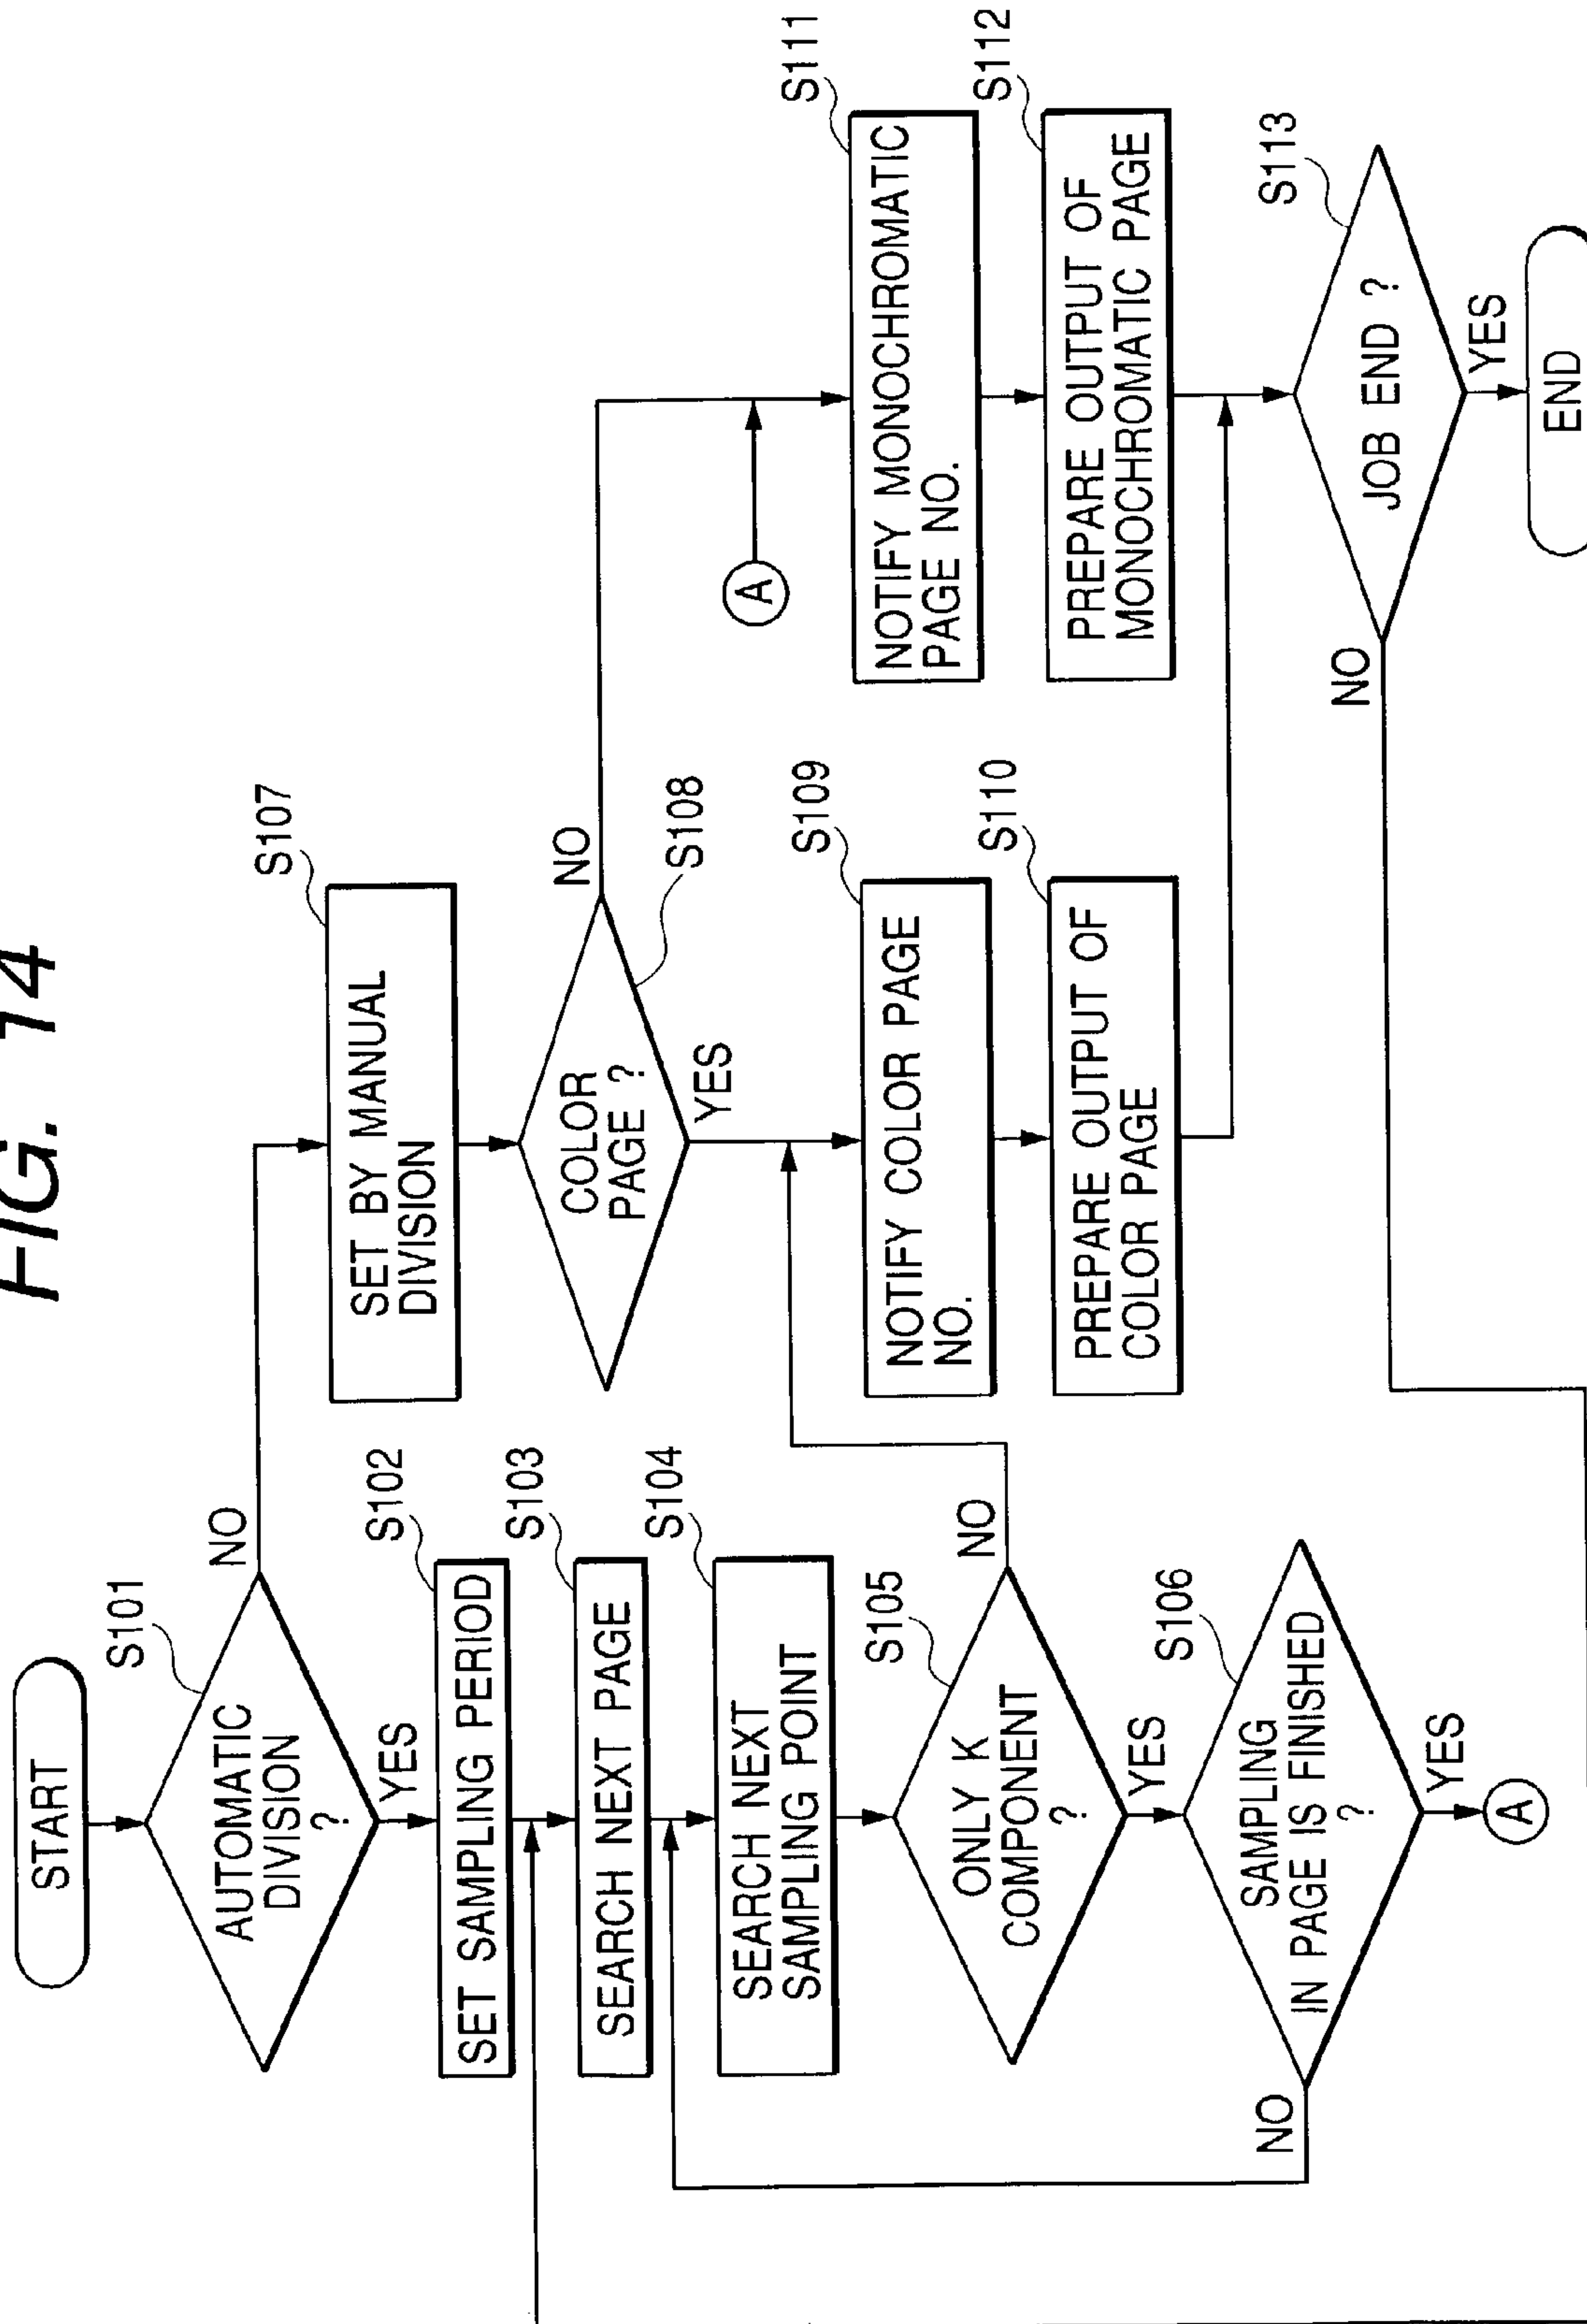 FIG. 14
START
S101
AUTOMATIC
DIVISION
?
NO
YES
S102
SET SAMPLING PERIOD
S103
SEARCH NEXT PAGE
S104
SEARCH NEXT
SAMPLING POINT
S105
ONLY K
COMPONENT
?
NO
YES
S106
SAMPLING
IN PAGE IS FINISHED
?
NO
YES
A
S107
SET BY MANUAL
DIVISION
S108
COLOR
PAGE ?
NO
YES
S109
NOTIFY COLOR PAGE
NO.
S110
PREPARE OUTPUT OF
COLOR PAGE
A
S111
NOTIFY MONOCHROMATIC
PAGE NO.
S112
PREPARE OUTPUT OF
MONOCHROMATIC PAGE
S113
JOB END ?
NO
YES
END